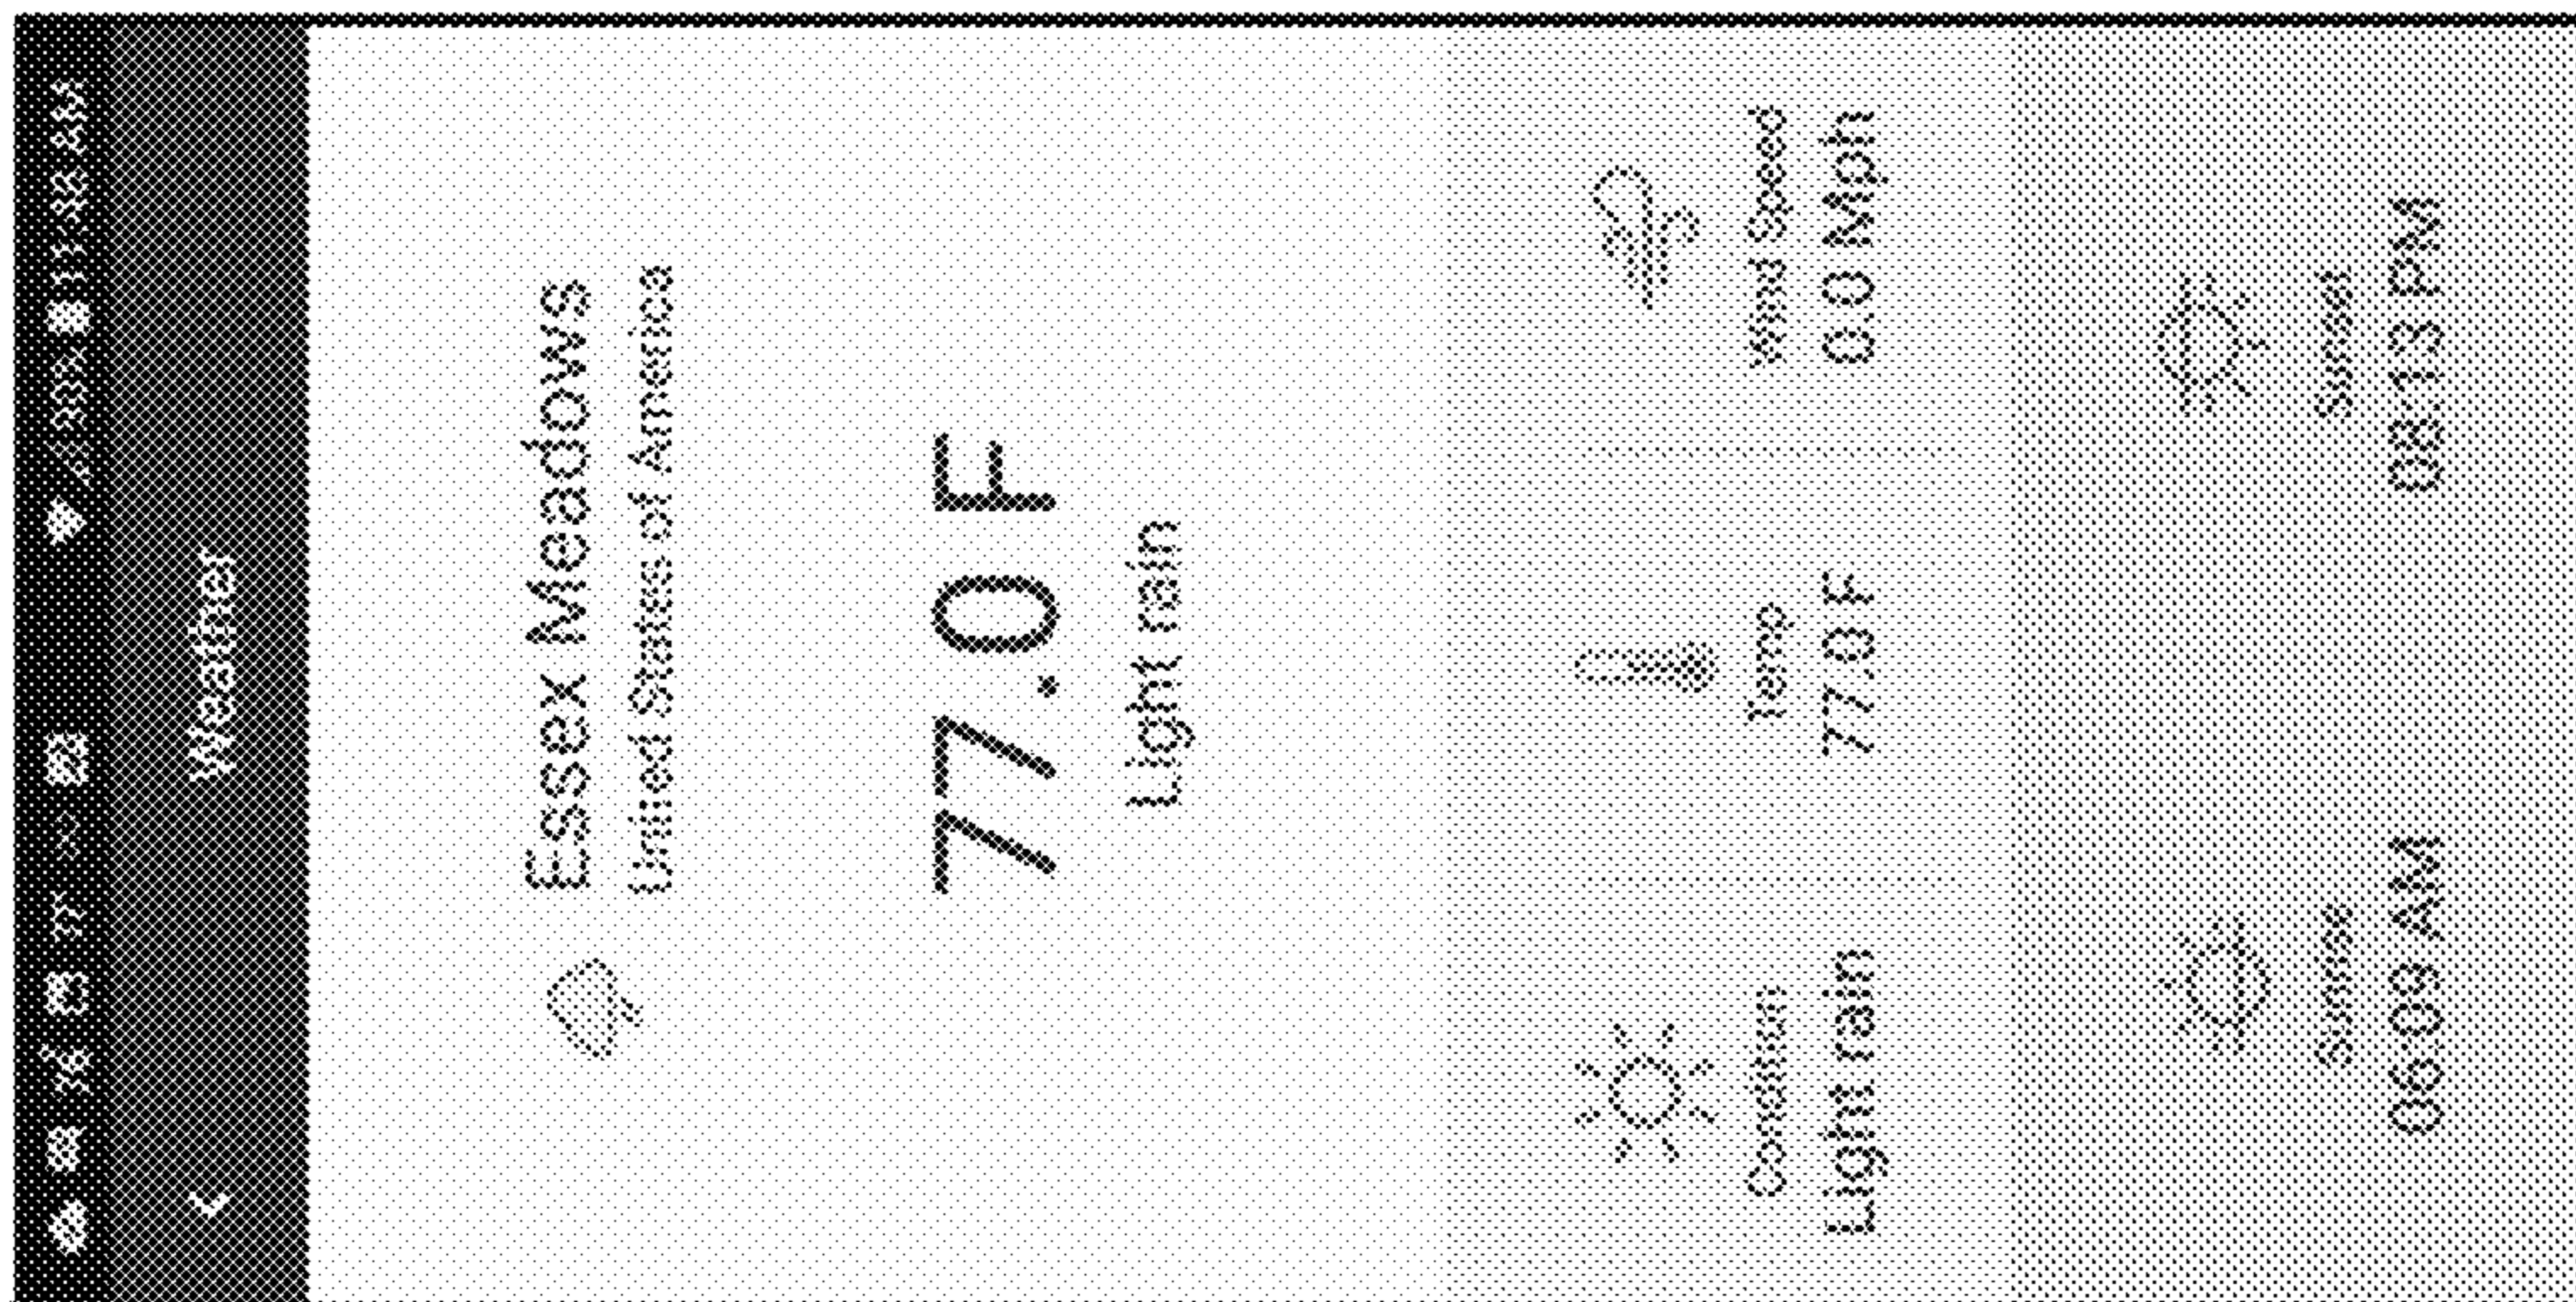 Weather
Essex Meadows
United States of America
77.0 F
Light rain
Condition
Light rain
Temp
77.0 F
Wind Speed
0.0 Mph
Sunrise
06:09 AM
Sunset
08:13 PM